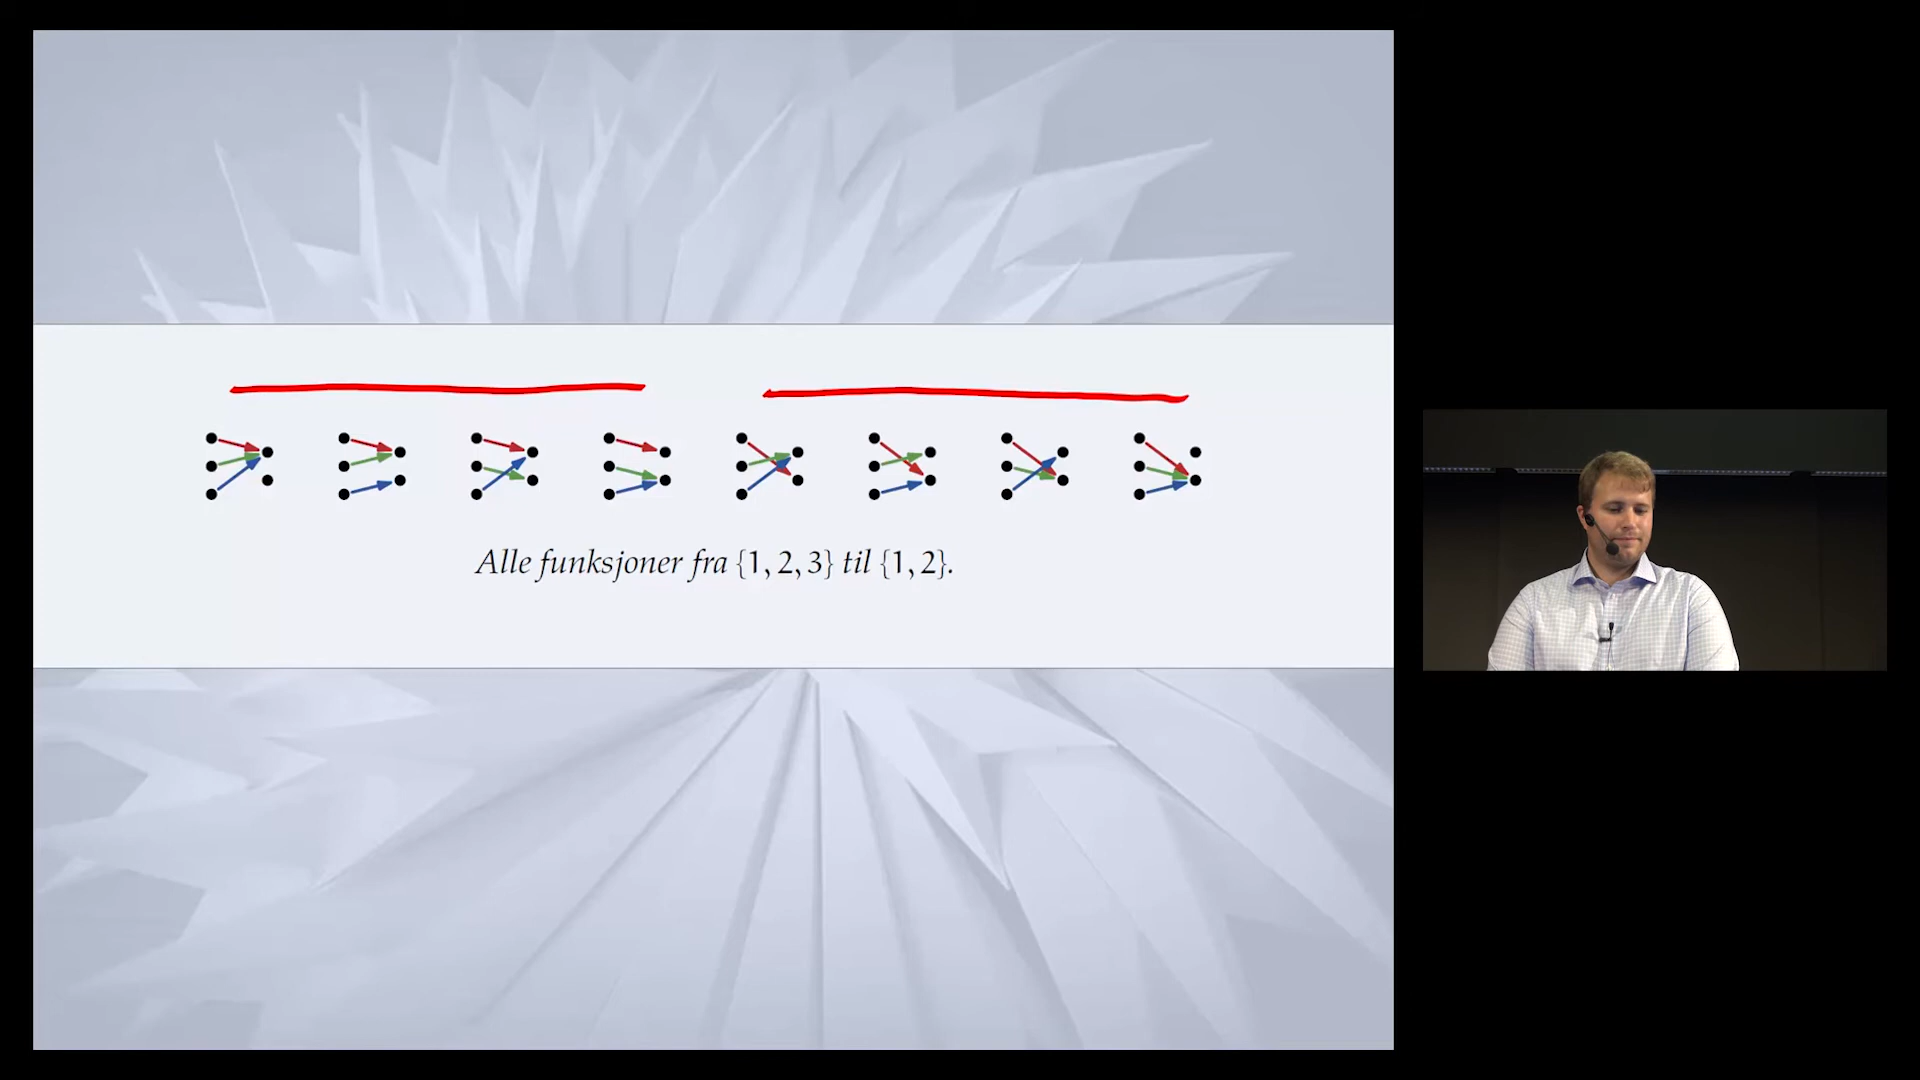 Alle funksjoner fra {1, 2, 3} til {1, 2}.